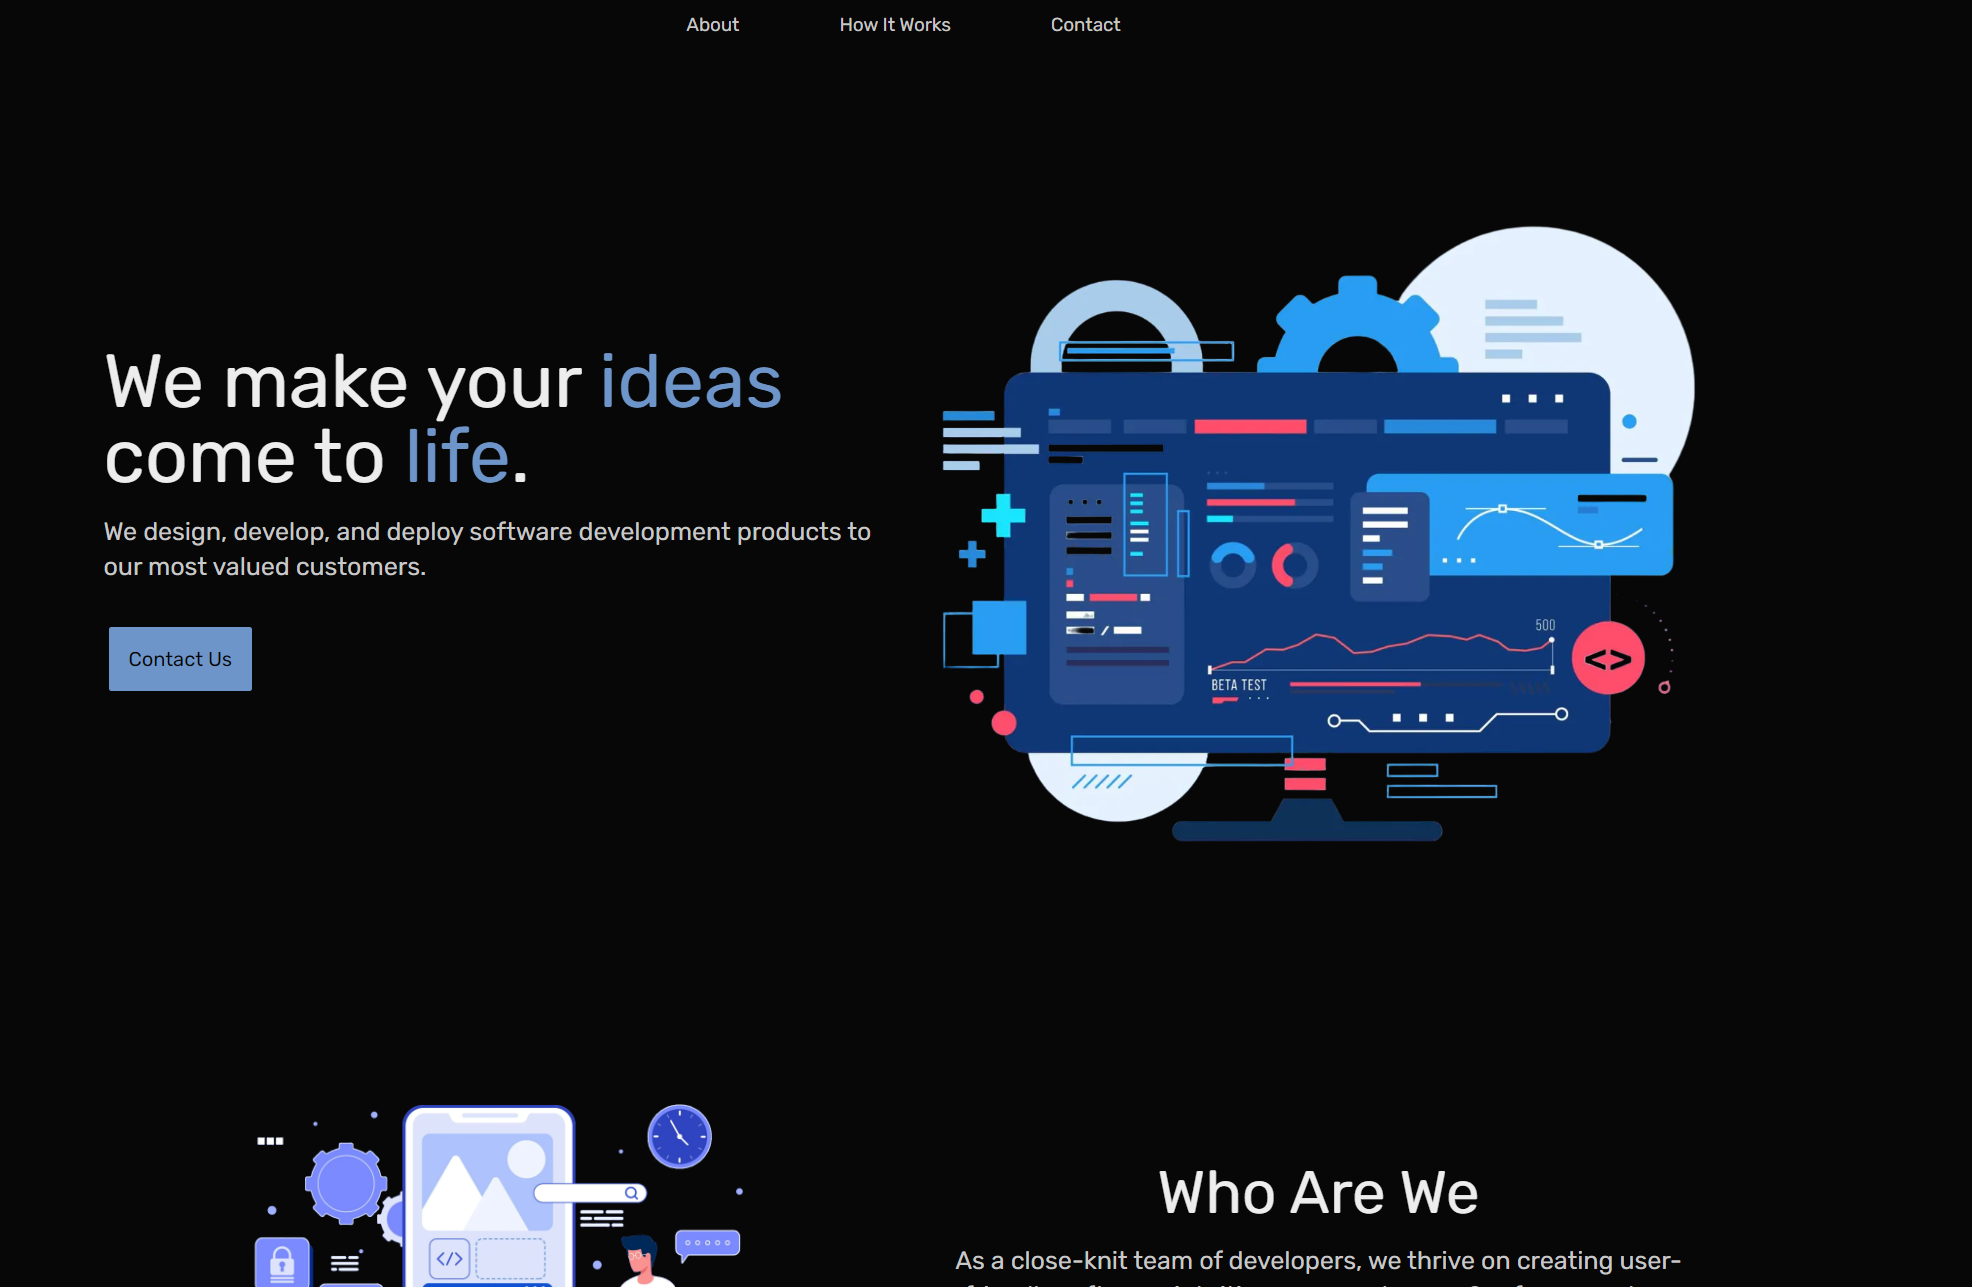 About How It Works Contact
We make your ideas
come to life.
We design, develop, and deploy software development products to
our most valued customers.
Contact Us
500
<>
BETA TEST
</>
Who Are We
As a close-knit team of developers, we thrive on creating user-